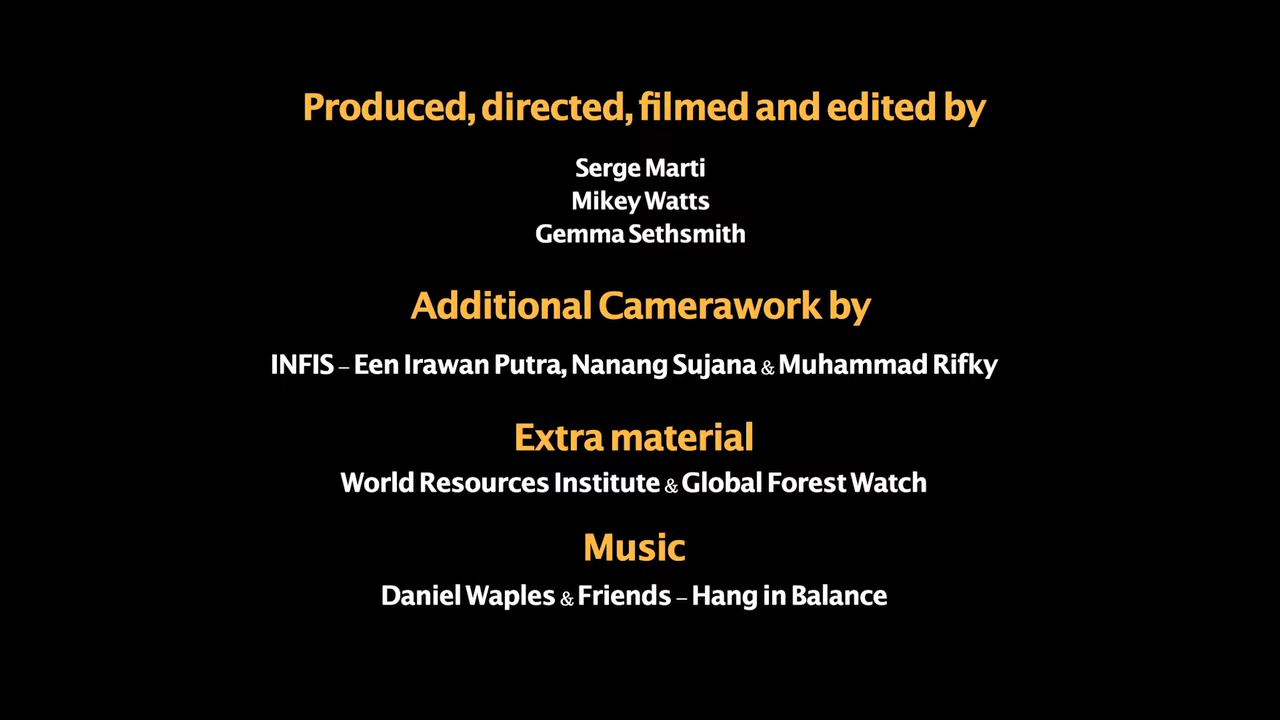 Produced, directed, filmed and edited by
Serge Marti
Mikey Watts
Gemma Sethsmith
Additional Camerawork by
INFIS – Een Irawan Putra, Nanang Sujana & Muhammad Rifky
Extra material
World Resources Institute & Global Forest Watch
Music
Daniel Waples & Friends – Hang in Balance